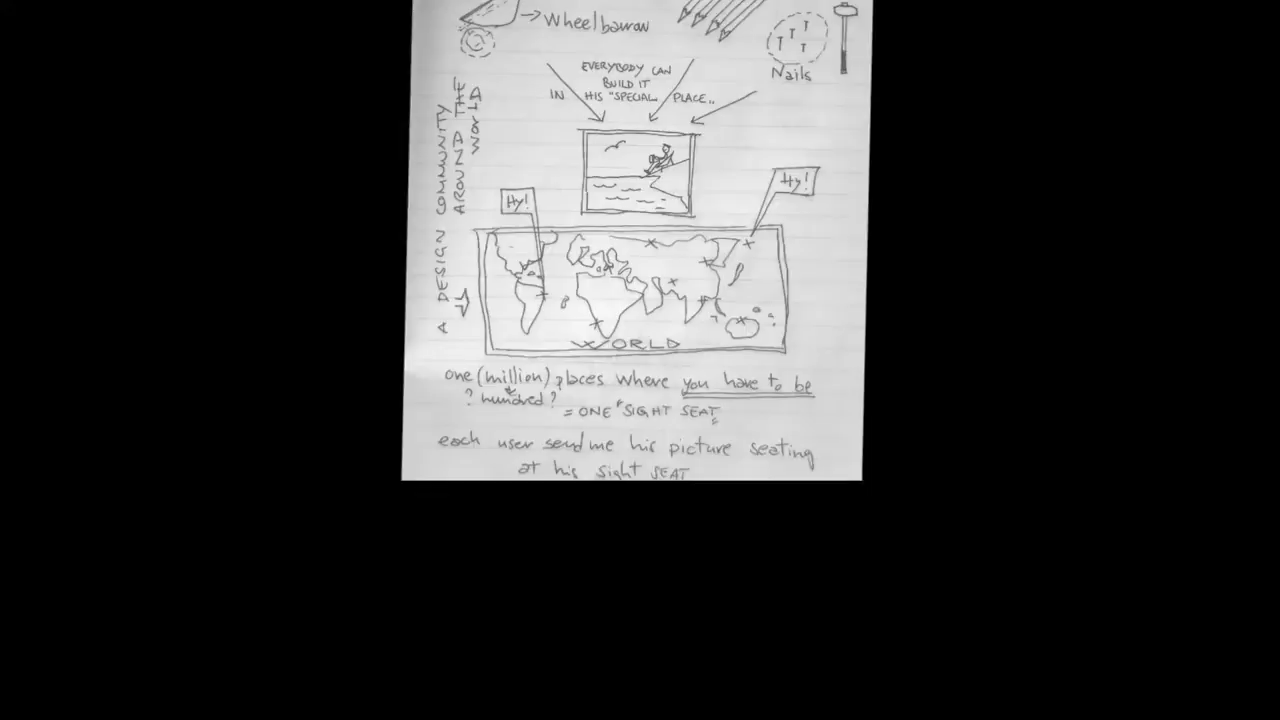 Wheelbarrow
Nails
EVERYBODY CAN
BUILD IT
IN HIS "SPECIAL PLACE..
A DESIGN COMMUNITY
AROUND THE
WORLD
Hy!
Hy!
WORLD
one (million) places where you have to be
? hundred ?
= ONE "SIGHT SEAT"
each user send me his picture seating
at his sight SEAT